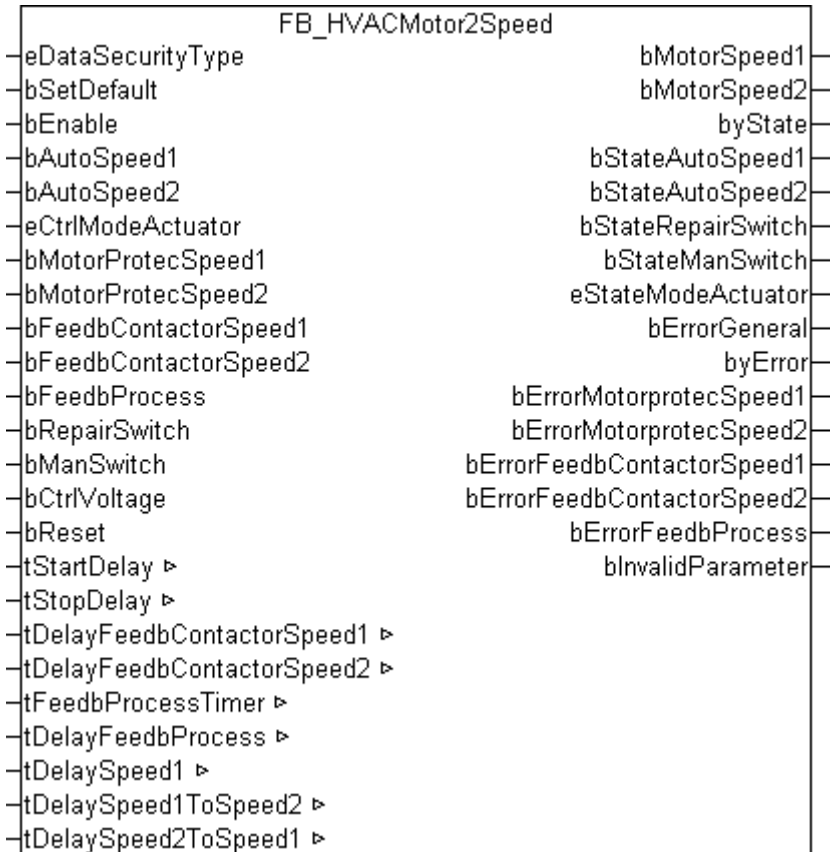 FB_HVACMotor2Speed
eDataSecurityType bMotorSpeed1
bSetDefault bMotorSpeed2
bEnable byState
bAutoSpeed1 bStateAutoSpeed1
bAutoSpeed2 bStateAutoSpeed2
eCtrlModeActuator bStateRepairSwitch
bMotorProtecSpeed1 bStateManSwitch
bMotorProtecSpeed2 eStateModeActuator
bFeedbContactorSpeed1 bErrorGeneral
bFeedbContactorSpeed2 byError
bFeedbProcess bErrorMotorprotecSpeed1
bRepairSwitch bErrorMotorprotecSpeed2
bManSwitch bErrorFeedbContactorSpeed1
bCtrlVoltage bErrorFeedbContactorSpeed2
bReset bErrorFeedbProcess
tStartDelay bInvalidParameter
tStopDelay
tDelayFeedbContactorSpeed1
tDelayFeedbContactorSpeed2
tFeedbProcessTimer
tDelayFeedbProcess
tDelaySpeed1
tDelaySpeed1ToSpeed2
tDelaySpeed2ToSpeed1